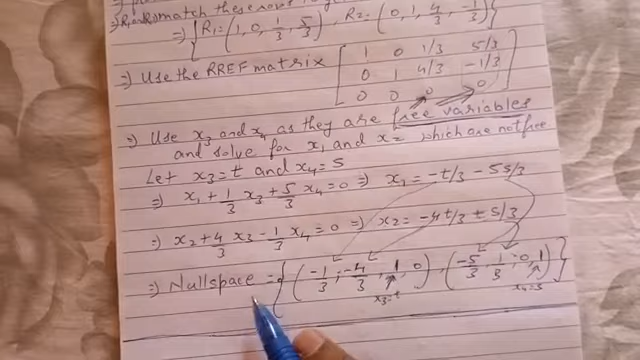 match these rows
=> { R1 = (1, 0, 1/3, 5/3), R2 = (0, 1, 4/3, -1/3) }
=> Use the RREF matrix [ 1 0 1/3 5/3
0 1 4/3 -1/3
0 0 0 0 ]
=> Use x3 and x4 as they are free variables
and solve for x1 and x2 which are not free
Let x3 = t and x4 = s
=> x1 + 1/3 x3 + 5/3 x4 = 0 => x1 = -t/3 - 5s/3
=> x2 + 4/3 x3 - 1/3 x4 = 0 => x2 = -4t/3 + s/3
=> Nullspace = { (-1/3, -4/3, 1, 0), (-5/3, 1/3, 0, 1) }
x3=t x4=s